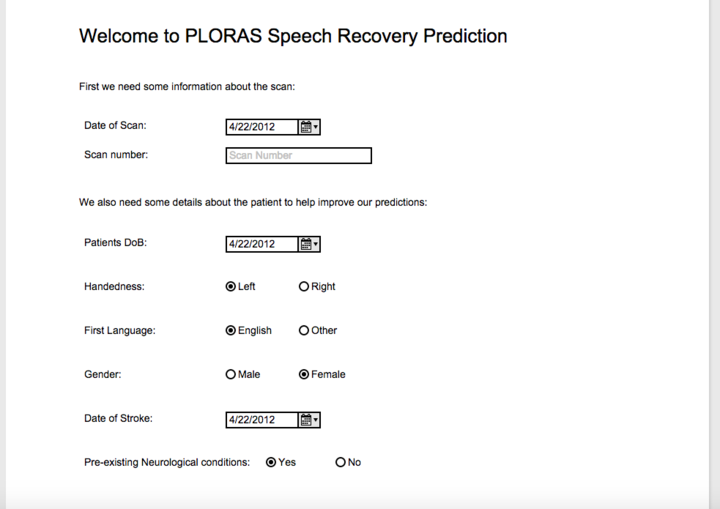 Welcome to PLORAS Speech Recovery Prediction
First we need some information about the scan:
Date of Scan: 4/22/2012
Scan number: Scan Number
We also need some details about the patient to help improve our predictions:
Patients DoB: 4/22/2012
Handedness: Left Right
First Language: English Other
Gender: Male Female
Date of Stroke: 4/22/2012
Pre-existing Neurological conditions: Yes No